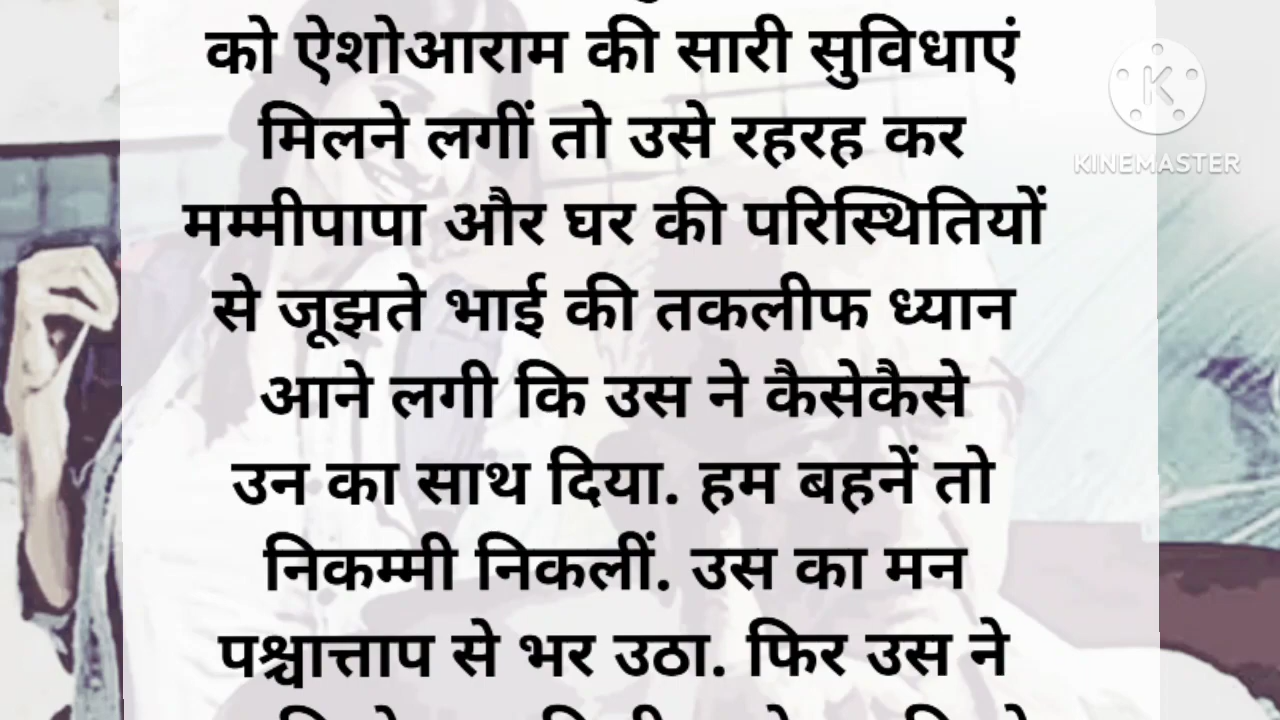 को ऐशोआराम की सारी सुविधाएं
मिलने लगीं तो उसे रहरह कर
मम्मीपापा और घर की परिस्थितियों
से जूझते भाई की तकलीफ ध्यान
आने लगी कि उस ने कैसेकैसे
उन का साथ दिया. हम बहनें तो
निकम्मी निकलीं. उस का मन
पश्चात्ताप से भर उठा. फिर उस ने
K
KINEMASTER